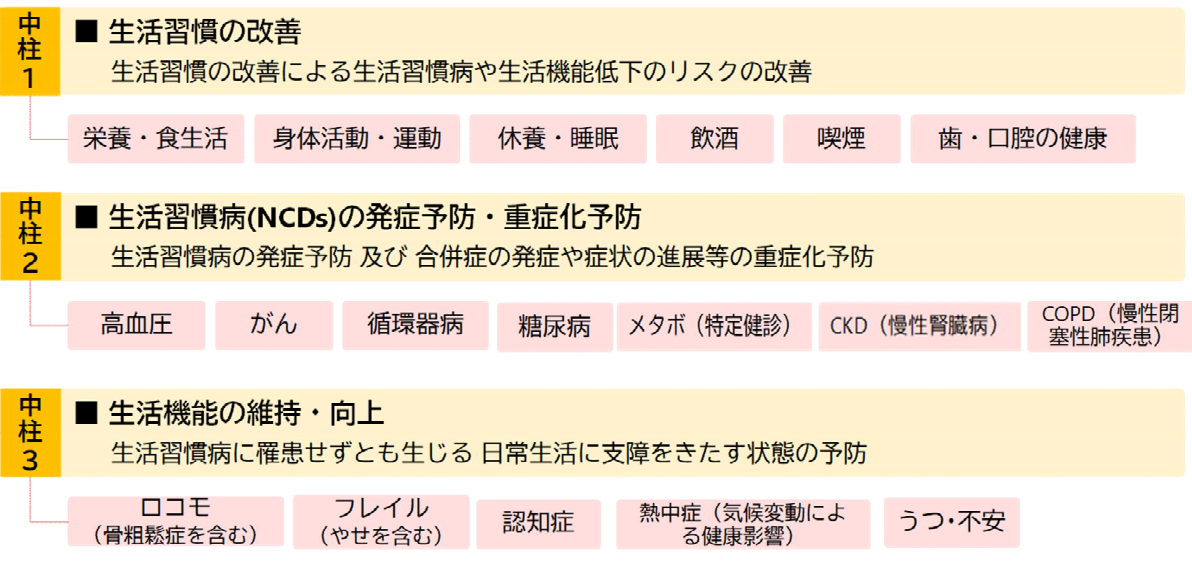 中柱1
■ 生活習慣の改善
生活習慣の改善による生活習慣病や生活機能低下のリスクの改善
栄養・食生活
身体活動・運動
休養・睡眠
飲酒
喫煙
歯・口腔の健康
中柱2
■ 生活習慣病(NCDs)の発症予防・重症化予防
生活習慣病の発症予防 及び 合併症の発症や症状の進展等の重症化予防
高血圧
がん
循環器病
糖尿病
メタボ（特定健診）
CKD（慢性腎臓病）
COPD（慢性閉
塞性肺疾患）
中柱3
■ 生活機能の維持・向上
生活習慣病に罹患せずとも生じる 日常生活に支障をきたす状態の予防
ロコモ
（骨粗鬆症を含む）
フレイル
（やせを含む）
認知症
熱中症（気候変動によ
る健康影響）
うつ・不安